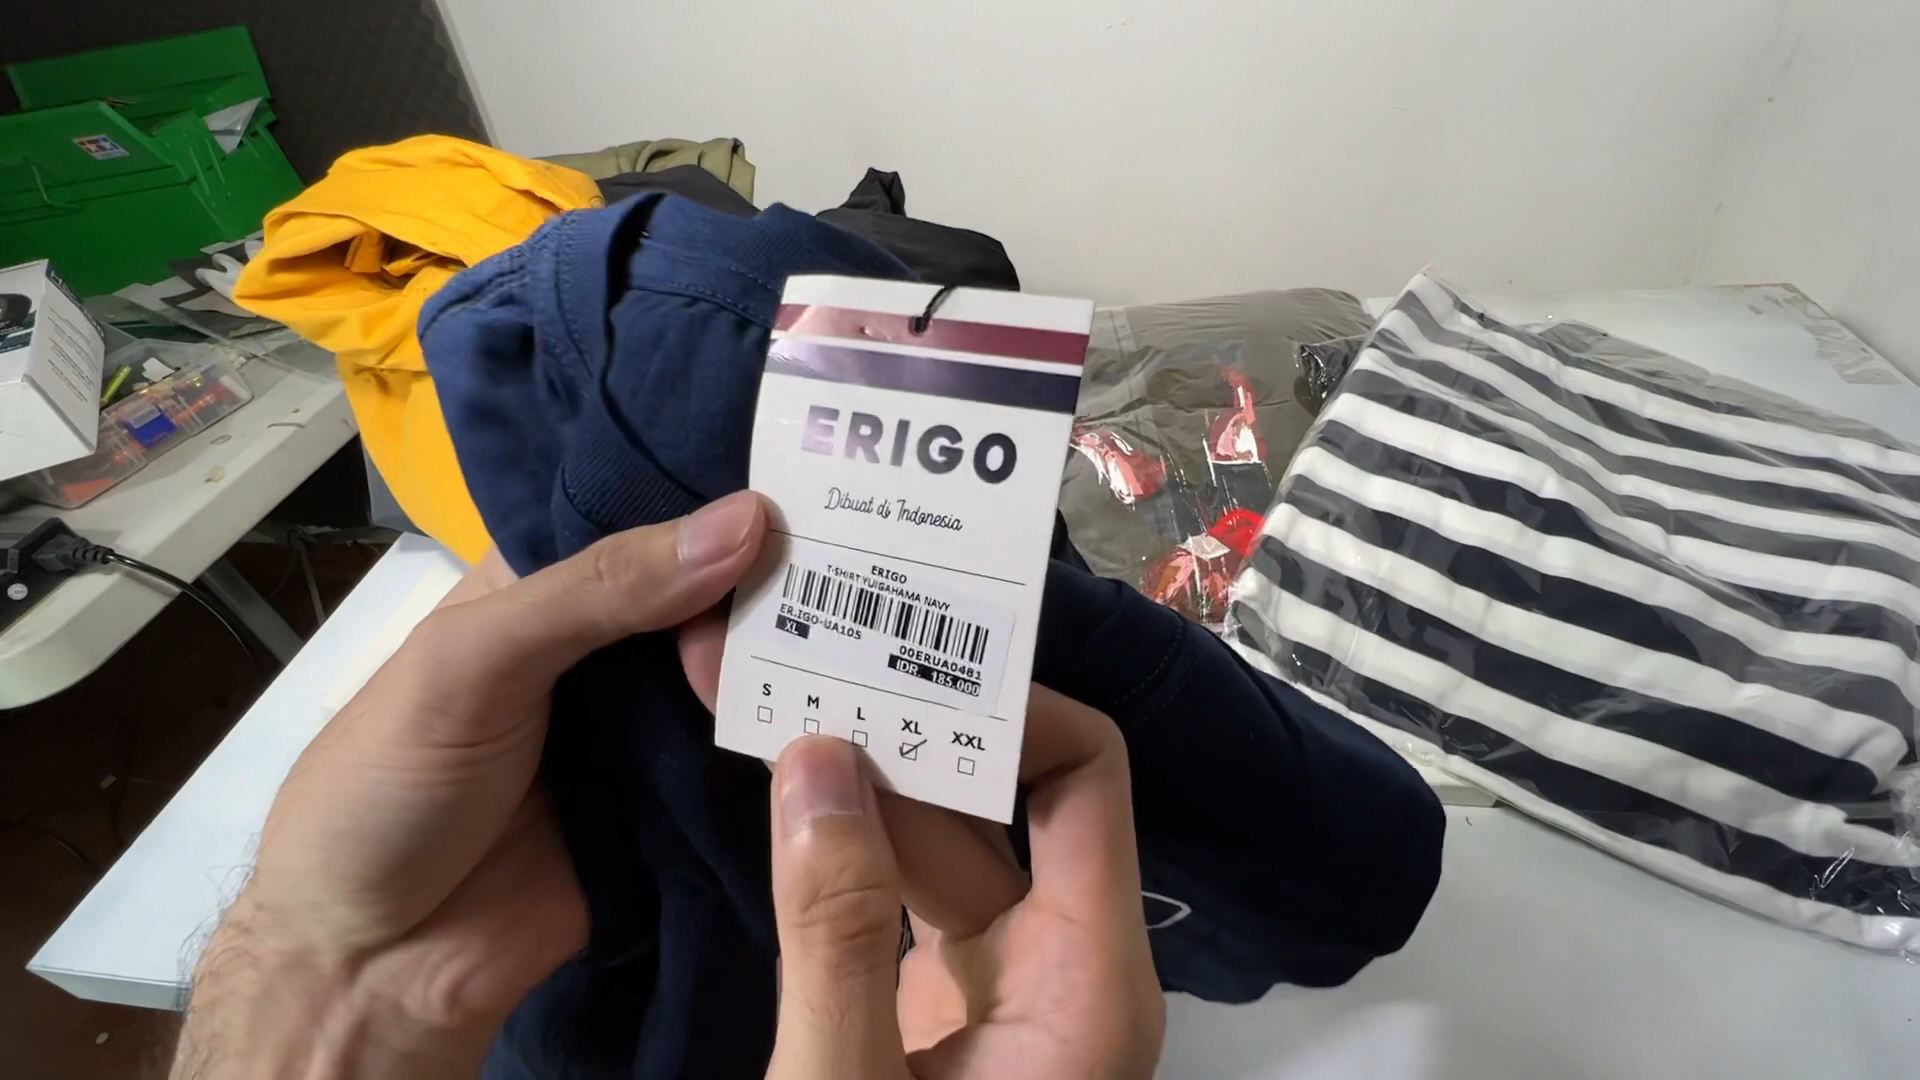 ERIGO
Dibuat di Indonesia
ERIGO
T-SHIRT YUIGAHAMA NAVY
ER.IGO-UA105
XL
00ERUA0481
IDR. 185.000
S M L XL XXL